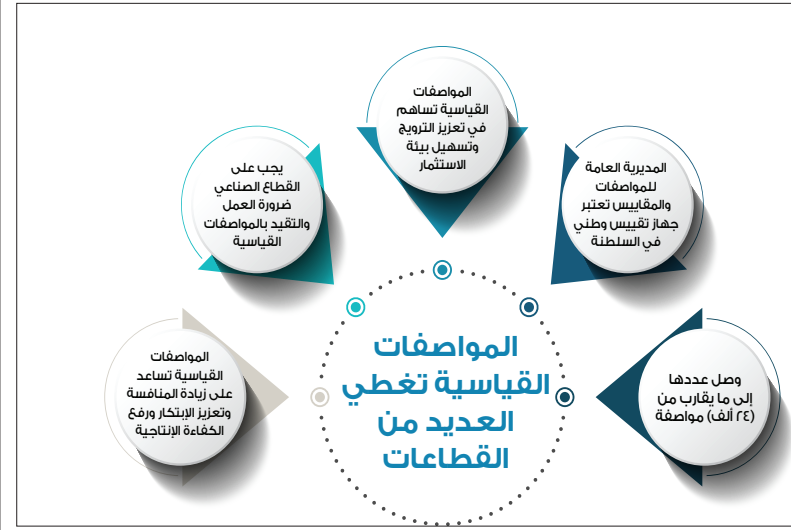 وصل عددها
إلى ما يقارب من
(٢٤ ألف) مواصفة
المديرية العامة
للمواصفات
والمقاييس تعتبر
جهاز تقييس وطني
في السلطنة
المواصفات
القياسية تساهم
في تعزيز الترويج
وتسهيل بيئة
الاستثمار
يجب على
القطاع الصناعي
ضرورة العمل
والتقيد بالمواصفات
القياسية
المواصفات
القياسية تساعد
على زيادة المنافسة
وتعزيز الإبتكار ورفع
الكفاءة الإنتاجية
المواصفات
القياسية تغطي
العديد من
القطاعات